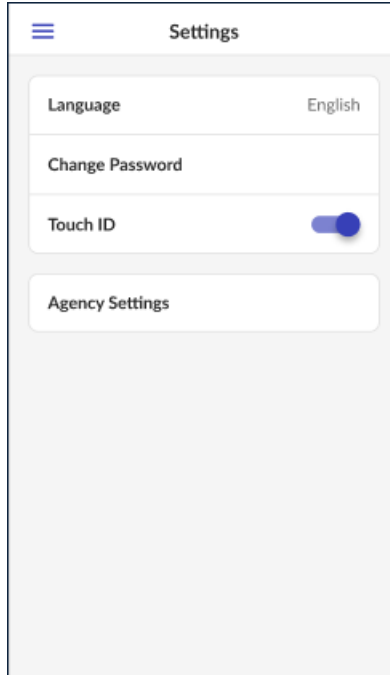 Settings
Language English
Change Password
Touch ID
Agency Settings